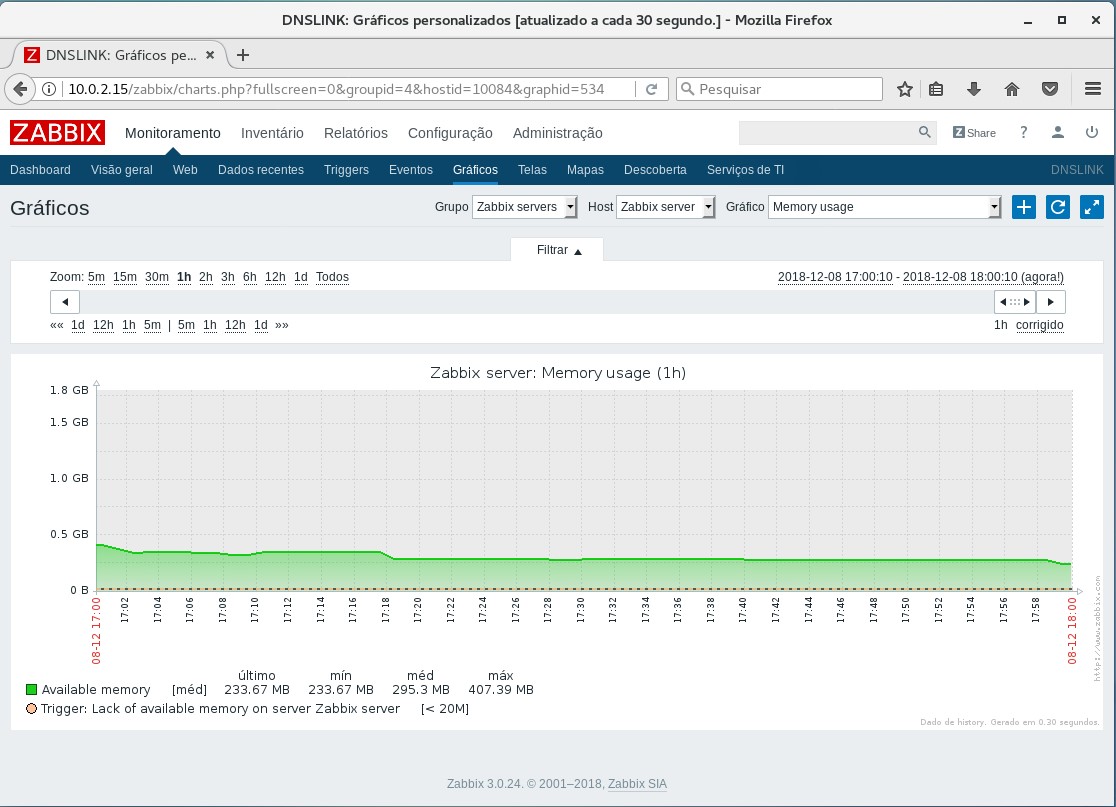 DNSLINK: Gráficos personalizados [atualizado a cada 30 segundo.] - Mozilla Firefox
DNSLINK: Gráficos pe...
10.0.2.15/zabbix/charts.php?fullscreen=0&groupid=4&hostid=10084&graphid=534
Pesquisar
ZABBIX Monitoramento Inventário Relatórios Configuração Administração Z Share ?
Dashboard Visão geral Web Dados recentes Triggers Eventos Gráficos Telas Mapas Descoberta Serviços de TI DNSLINK
Gráficos Grupo Zabbix servers Host Zabbix server Gráfico Memory usage
Filtrar
Zoom: 5m 15m 30m 1h 2h 3h 6h 12h 1d Todos 2018-12-08 17:00:10 - 2018-12-08 18:00:10 (agora!)
«« 1d 12h 1h 5m | 5m 1h 12h 1d »» 1h corrigido
Zabbix server: Memory usage (1h)
1.8 GB
1.5 GB
1.0 GB
0.5 GB
0 B
08-12 17:00 17:02 17:04 17:06 17:08 17:10 17:12 17:14 17:16 17:18 17:20 17:22 17:24 17:26 17:28 17:30 17:32 17:34 17:36 17:38 17:40 17:42 17:44 17:46 17:48 17:50 17:52 17:54 17:56 17:58 08-12 18:00
http://www.zabbix.com
último mín méd máx
Available memory [méd] 233.67 MB 233.67 MB 295.3 MB 407.39 MB
Trigger: Lack of available memory on server Zabbix server [< 20M]
Dado de history. Gerado em 0.30 segundos.
Zabbix 3.0.24. © 2001–2018, Zabbix SIA